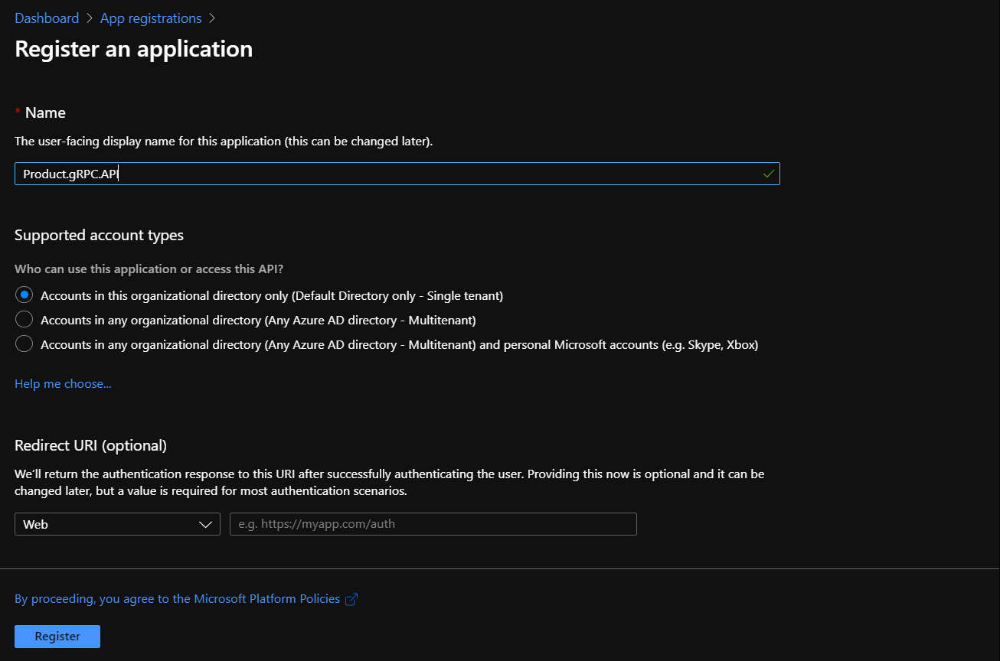 Dashboard > App registrations >
Register an application
* Name
The user-facing display name for this application (this can be changed later).
Product.gRPC.API
Supported account types
Who can use this application or access this API?
Accounts in this organizational directory only (Default Directory only - Single tenant)
Accounts in any organizational directory (Any Azure AD directory - Multitenant)
Accounts in any organizational directory (Any Azure AD directory - Multitenant) and personal Microsoft accounts (e.g. Skype, Xbox)
Help me choose...
Redirect URI (optional)
We'll return the authentication response to this URI after successfully authenticating the user. Providing this now is optional and it can be
changed later, but a value is required for most authentication scenarios.
Web e.g. https://myapp.com/auth
By proceeding, you agree to the Microsoft Platform Policies
Register